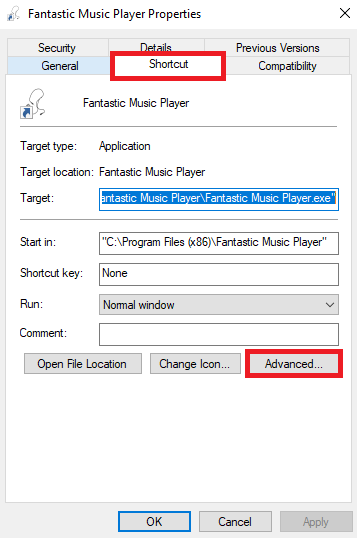 Fantastic Music Player Properties
Security Details Previous Versions
General Shortcut Compatibility
Fantastic Music Player
Target type: Application
Target location: Fantastic Music Player
Target: antastic Music Player\Fantastic Music Player.exe"
Start in: "C:\Program Files (x86)\Fantastic Music Player"
Shortcut key: None
Run: Normal window
Comment:
Open File Location Change Icon... Advanced...
OK Cancel Apply